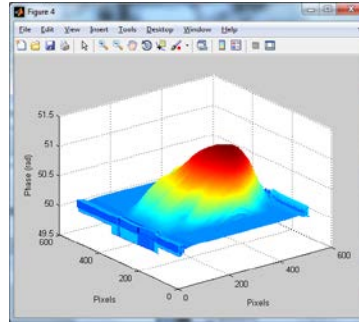 Figure 4
File Edit View Insert Tools Desktop Window Help
51.5
51
50.5
50
49.5
Phase (rad)
600
400
200
0
Pixels
0
200
400
600
Pixels